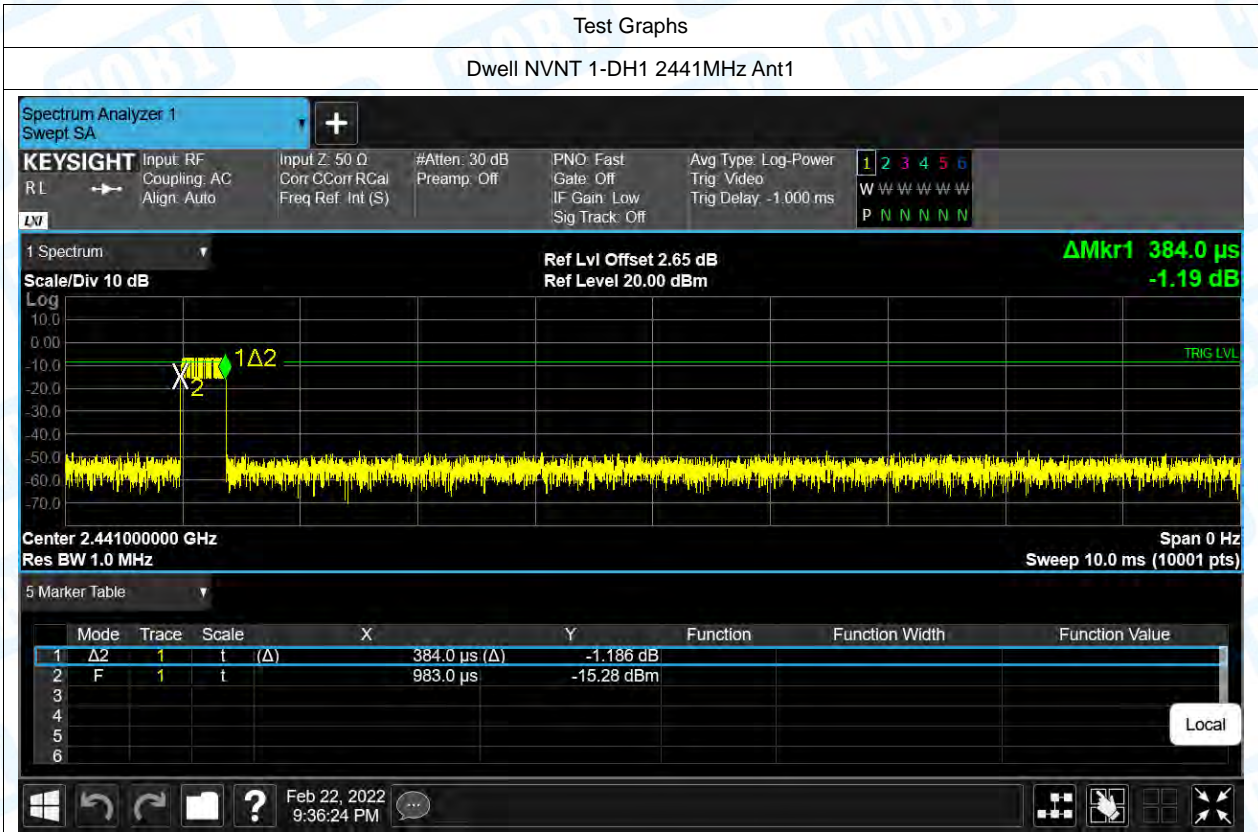 Test Graphs
Dwell NVNT 1-DH1 2441MHz Ant1
Spectrum Analyzer 1
Swept SA
+
KEYSIGHT Input: RF Input Z: 50 Ω #Atten: 30 dB PNO: Fast Avg Type: Log-Power 1 2 3 4 5 6
RL Coupling: AC Corr CCorr RCal Preamp: Off Gate: Off Trig: Video W W W W W W
Align: Auto Freq Ref: Int (S) IF Gain: Low Trig Delay: -1.000 ms
LXI Sig Track: Off P N N N N N
1 Spectrum Ref Lvl Offset 2.65 dB ΔMkr1 384.0 µs
Scale/Div 10 dB Ref Level 20.00 dBm -1.19 dB
Log
10.0
0.00
1Δ2
TRIG LVL
-10.0
2
-20.0
-30.0
-40.0
-50.0
-60.0
-70.0
Center 2.441000000 GHz Span 0 Hz
Res BW 1.0 MHz Sweep 10.0 ms (10001 pts)
5 Marker Table
Mode Trace Scale X Y Function Function Width Function Value
1 Δ2 1 t (Δ) 384.0 µs (Δ) -1.186 dB
2 F 1 t 983.0 µs -15.28 dBm
3
4
5
6
Local
? Feb 22, 2022
9:36:24 PM
TOBY